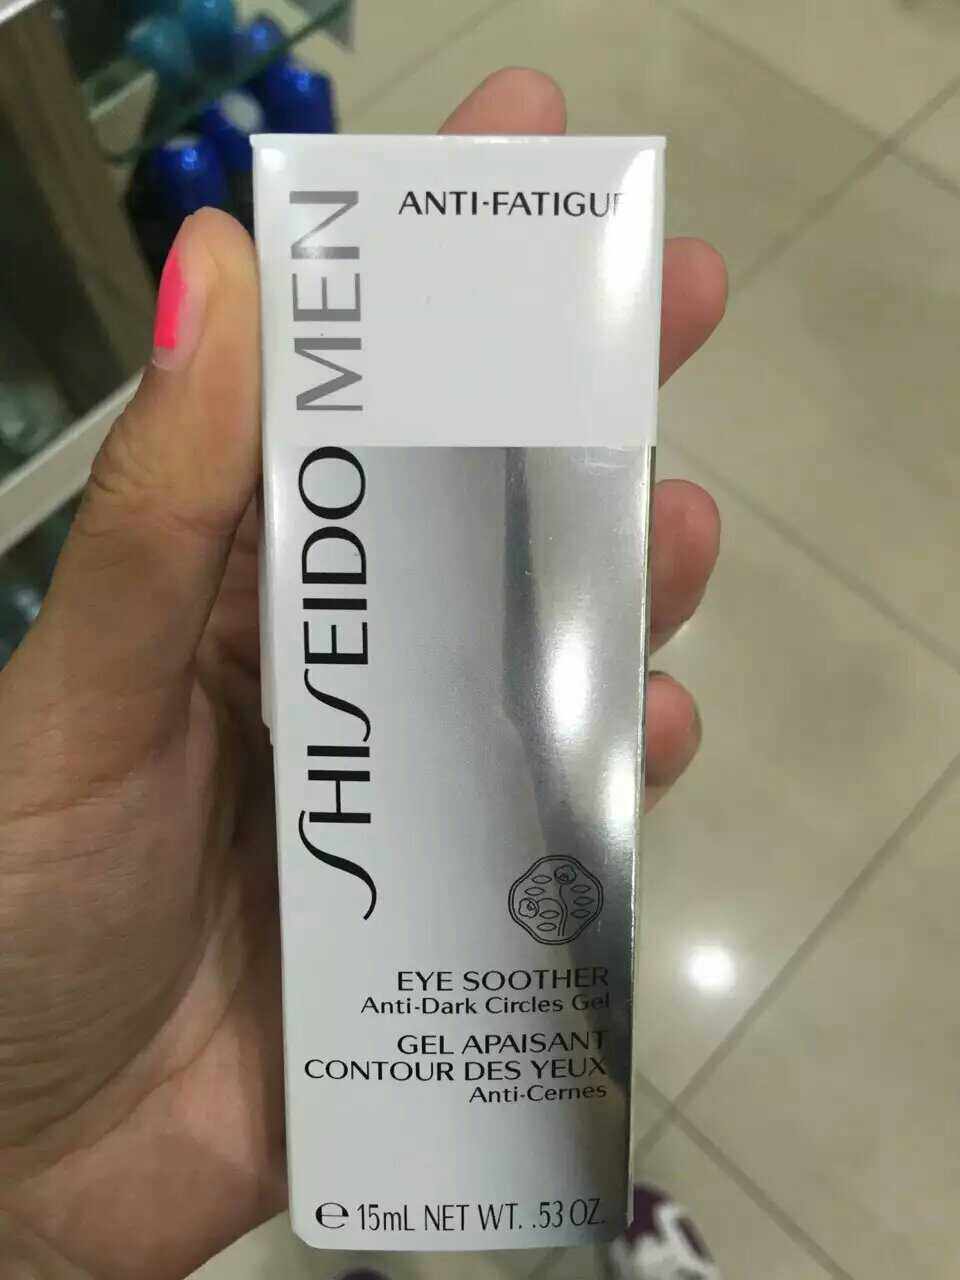 ANTI-FATIGUE
SHISEIDO MEN
EYE SOOTHER
Anti-Dark Circles Gel
GEL APAISANT
CONTOUR DES YEUX
Anti-Cernes
℮ 15mL NET WT. .53 OZ.